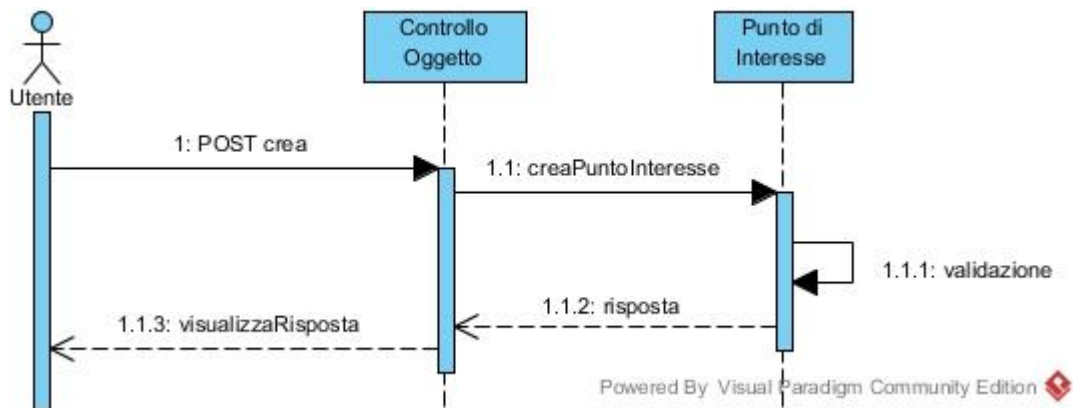 Controllo
Oggetto
Punto di
Interesse
Utente
1: POST crea
1.1: creaPuntoInteresse
1.1.1: validazione
1.1.2: risposta
1.1.3: visualizzaRisposta
Powered By Visual Paradigm Community Edition